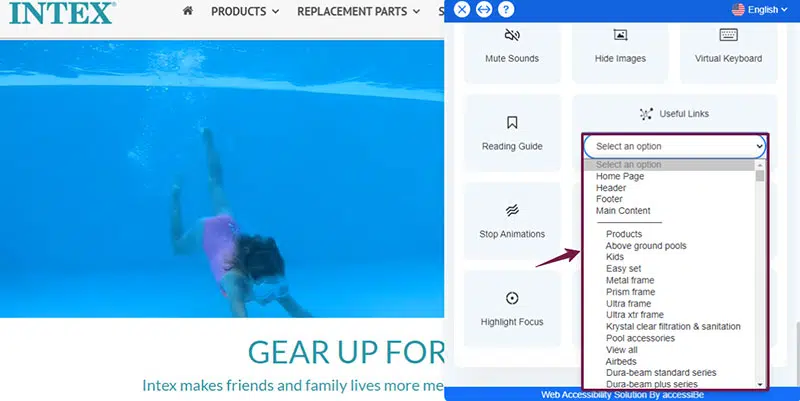 INTEX
PRODUCTS
REPLACEMENT PARTS
S
GEAR UP FOR
Intex makes friends and family lives more me
English
Mute Sounds
Hide Images
Virtual Keyboard
Reading Guide
Useful Links
Select an option
Select an option
Home Page
Header
Footer
Main Content
Products
Above ground pools
Kids
Easy set
Metal frame
Prism frame
Ultra frame
Ultra xtr frame
Krystal clear filtration & sanitation
Pool accessories
View all
Airbeds
Dura-beam standard series
Dura-beam plus series
Stop Animations
Highlight Focus
Web Accessibility Solution By accessiBe